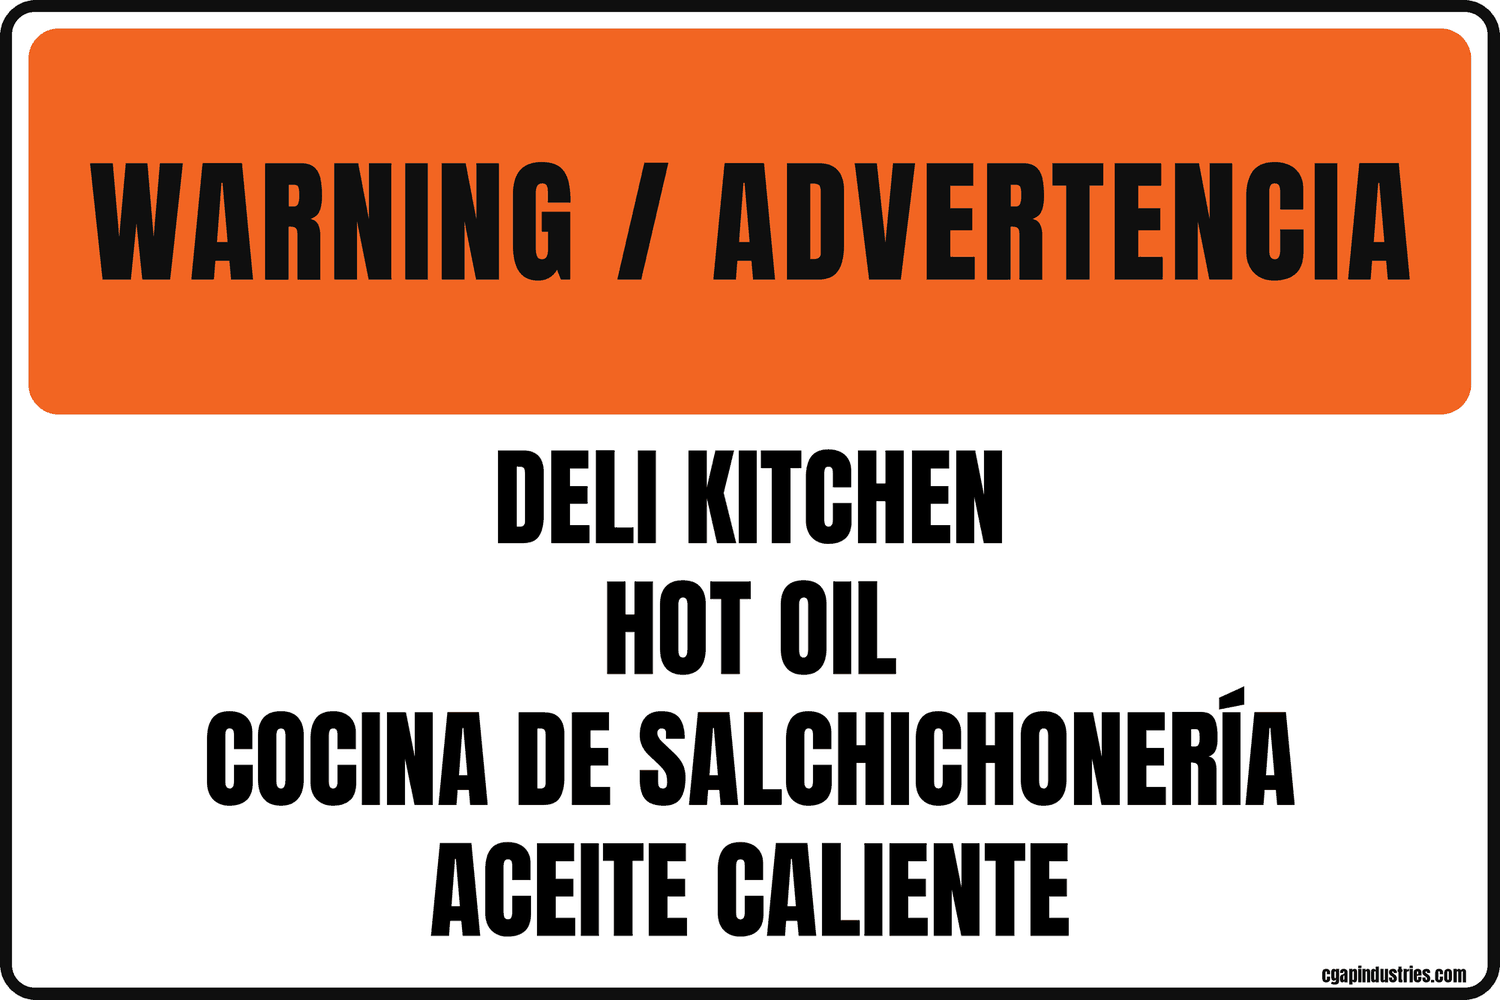 WARNING / ADVERTENCIA
DELI KITCHEN
HOT OIL
COCINA DE SALCHICHONERÍA
ACEITE CALIENTE
cgapindustries.com